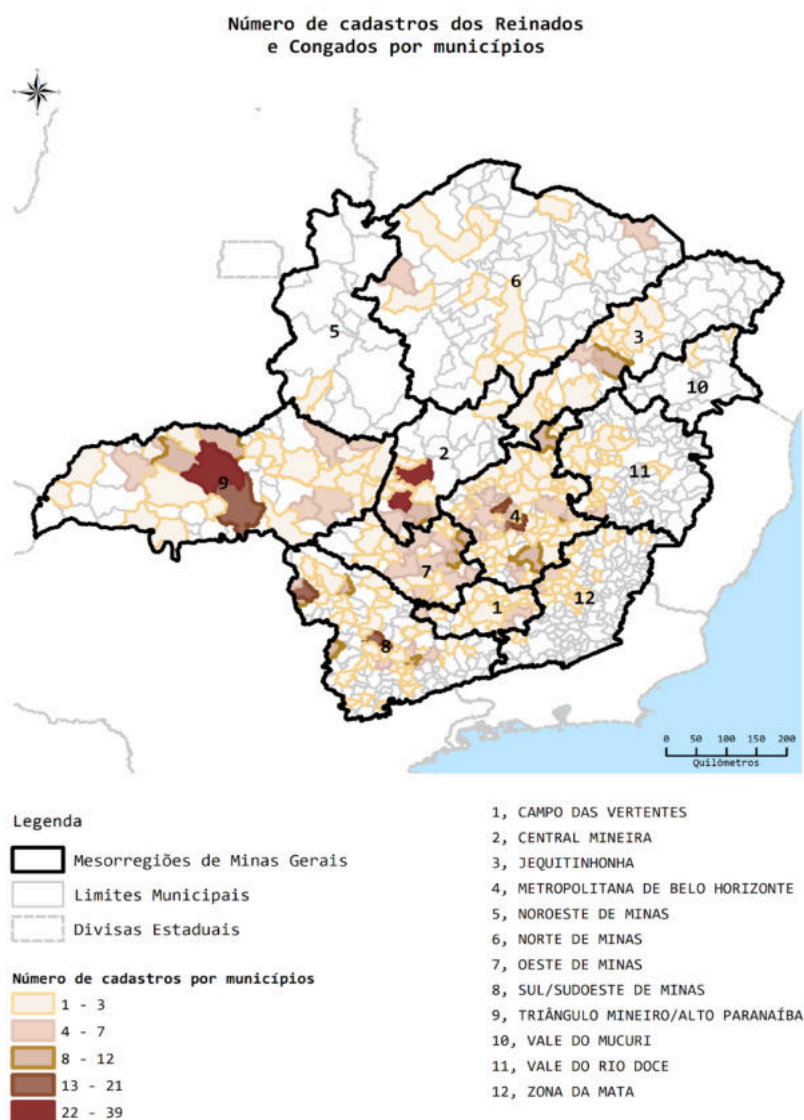 Número de cadastros dos Reinados
e Congados por municípios
6
5
3
10
2
9
11
4
7
12
1
8
0 50 100 150 200
Quilômetros
Legenda
Mesorregiões de Minas Gerais
Limites Municipais
Divisas Estaduais
Número de cadastros por municípios
1 - 3
4 - 7
8 - 12
13 - 21
22 - 39
1, CAMPO DAS VERTENTES
2, CENTRAL MINEIRA
3, JEQUITINHONHA
4, METROPOLITANA DE BELO HORIZONTE
5, NOROESTE DE MINAS
6, NORTE DE MINAS
7, OESTE DE MINAS
8, SUL/SUDOESTE DE MINAS
9, TRIÂNGULO MINEIRO/ALTO PARANAÍBA
10, VALE DO MUCURI
11, VALE DO RIO DOCE
12, ZONA DA MATA